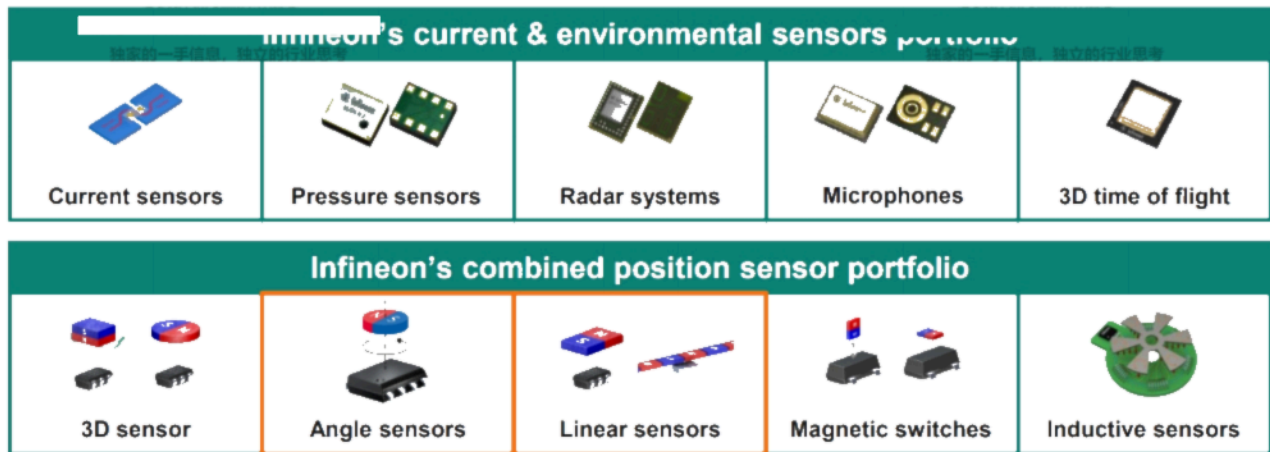 Infineon's current & environmental sensors portfolio
独家的一手信息，独立的行业思考 独家的一手信息，独立的行业思考
Current sensors Pressure sensors Radar systems Microphones 3D time of flight
Infineon's combined position sensor portfolio
3D sensor Angle sensors Linear sensors Magnetic switches Inductive sensors